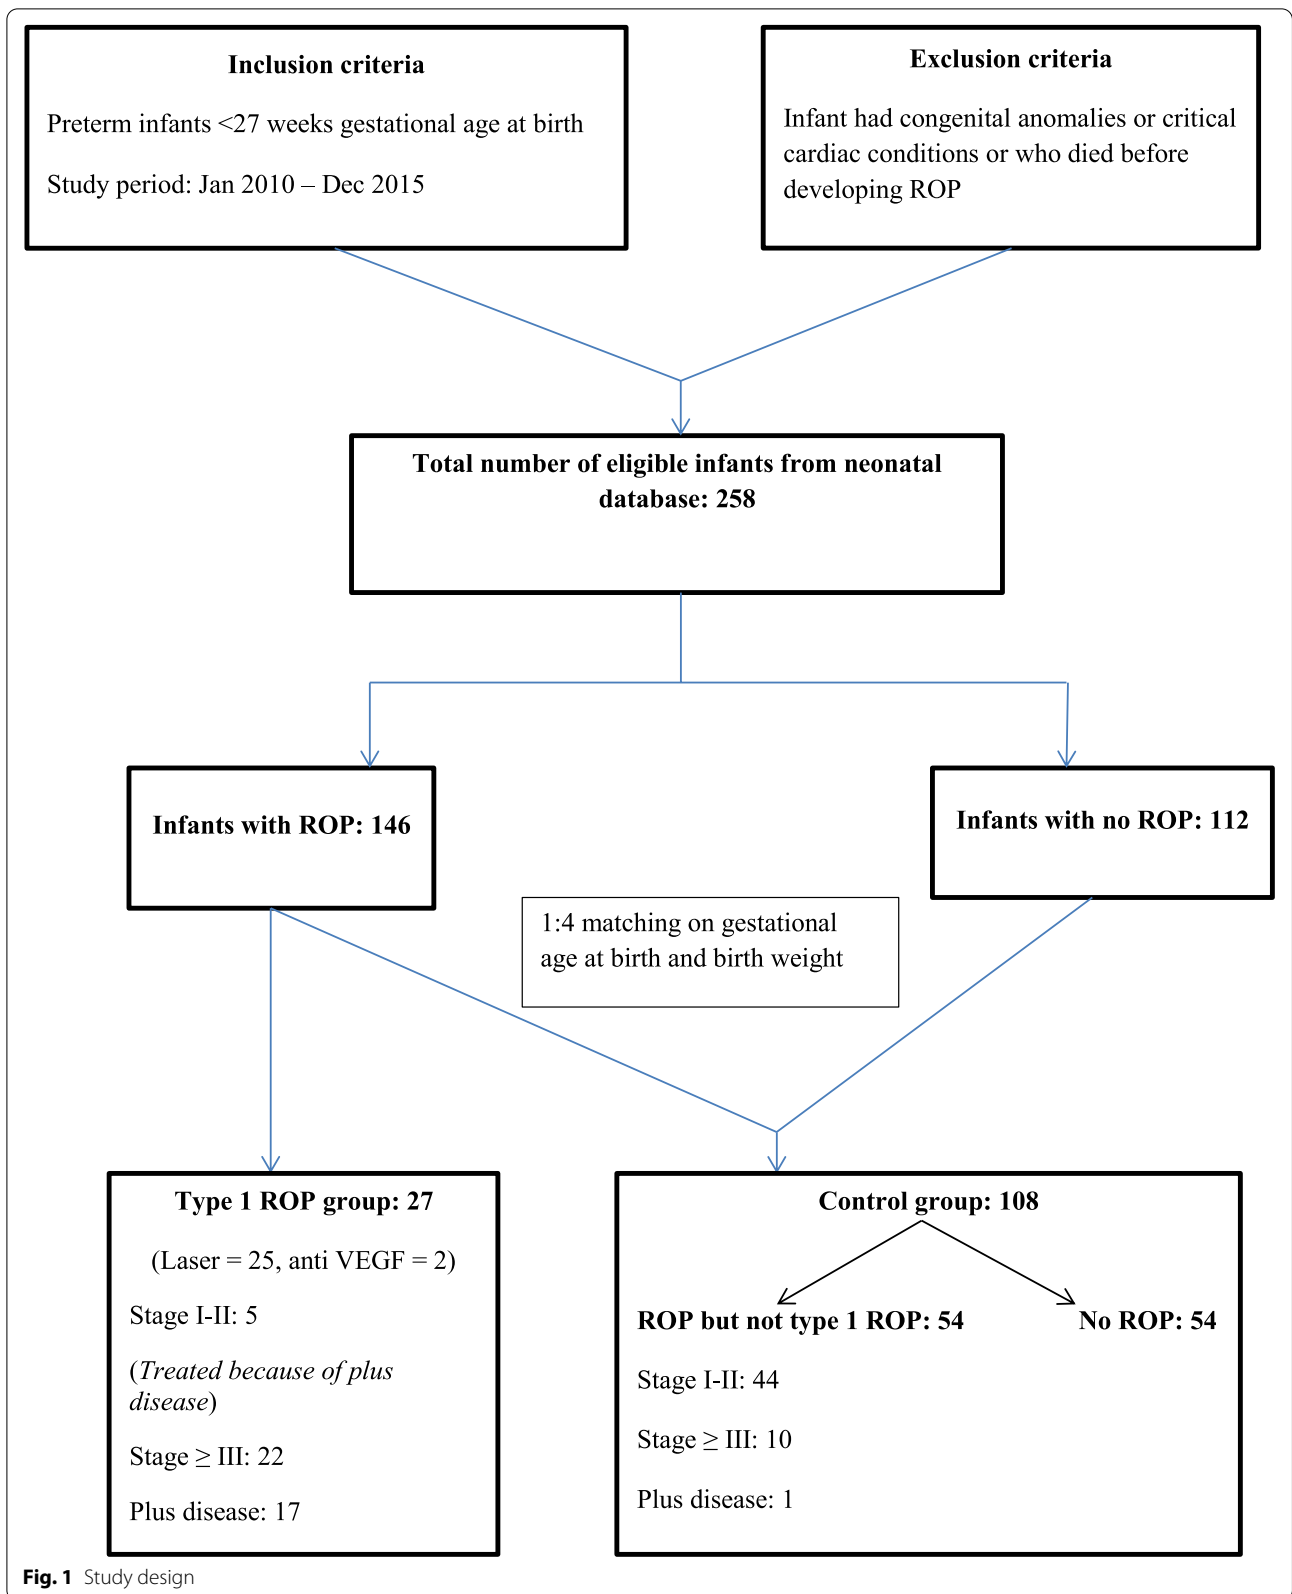 Inclusion criteria
Preterm infants <27 weeks gestational age at birth
Study period: Jan 2010 – Dec 2015
Exclusion criteria
Infant had congenital anomalies or critical
cardiac conditions or who died before
developing ROP
Total number of eligible infants from neonatal
database: 258
Infants with ROP: 146
Infants with no ROP: 112
1:4 matching on gestational
age at birth and birth weight
Type 1 ROP group: 27
(Laser = 25, anti VEGF = 2)
Stage I-II: 5
(Treated because of plus
disease)
Stage ≥ III: 22
Plus disease: 17
Control group: 108
ROP but not type 1 ROP: 54
No ROP: 54
Stage I-II: 44
Stage ≥ III: 10
Plus disease: 1
Fig. 1 Study design